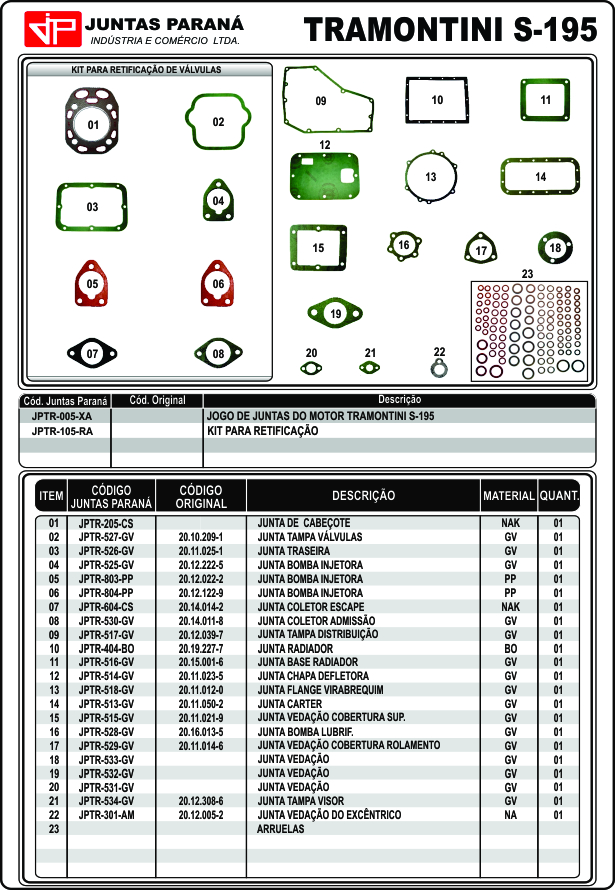 JP JUNTAS PARANÁ
INDÚSTRIA E COMÉRCIO LTDA.
TRAMONTINI S-195
KIT PARA RETIFICAÇÃO DE VÁLVULAS
01
02
03
04
05
06
07
08
09
10
11
12
13
14
15
16
17
18
19
20
21
22
23
Cód. Juntas Paraná Cód. Original Descrição
JPTR-005-XA JOGO DE JUNTAS DO MOTOR TRAMONTINI S-195
JPTR-105-RA KIT PARA RETIFICAÇÃO
ITEM CÓDIGO JUNTAS PARANÁ CÓDIGO ORIGINAL DESCRIÇÃO MATERIAL QUANT.
01 JPTR-205-CS JUNTA DE CABEÇOTE NAK 01
02 JPTR-527-GV 20.10.209-1 JUNTA TAMPA VÁLVULAS GV 01
03 JPTR-526-GV 20.11.025-1 JUNTA TRASEIRA GV 01
04 JPTR-525-GV 20.12.222-5 JUNTA BOMBA INJETORA GV 01
05 JPTR-803-PP 20.12.022-2 JUNTA BOMBA INJETORA PP 01
06 JPTR-804-PP 20.12.122-9 JUNTA BOMBA INJETORA PP 01
07 JPTR-604-CS 20.14.014-2 JUNTA COLETOR ESCAPE NAK 01
08 JPTR-530-GV 20.14.011-8 JUNTA COLETOR ADMISSÃO GV 01
09 JPTR-517-GV 20.12.039-7 JUNTA TAMPA DISTRIBUIÇÃO GV 01
10 JPTR-404-BO 20.19.227-7 JUNTA RADIADOR BO 01
11 JPTR-516-GV 20.15.001-6 JUNTA BASE RADIADOR GV 01
12 JPTR-514-GV 20.11.023-5 JUNTA CHAPA DEFLETORA GV 01
13 JPTR-518-GV 20.11.012-0 JUNTA FLANGE VIRABREQUIM GV 01
14 JPTR-513-GV 20.11.050-2 JUNTA CARTER GV 01
15 JPTR-515-GV 20.11.021-9 JUNTA VEDAÇÃO COBERTURA SUP. GV 01
16 JPTR-528-GV 20.16.013-5 JUNTA BOMBA LUBRIF. GV 01
17 JPTR-529-GV 20.11.014-6 JUNTA VEDAÇÃO COBERTURA ROLAMENTO GV 01
18 JPTR-533-GV JUNTA VEDAÇÃO GV 01
19 JPTR-532-GV JUNTA VEDAÇÃO GV 01
20 JPTR-531-GV JUNTA VEDAÇÃO GV 01
21 JPTR-534-GV 20.12.308-6 JUNTA TAMPA VISOR GV 01
22 JPTR-301-AM 20.12.005-2 JUNTA VEDAÇÃO DO EXCÊNTRICO NA 01
23 ARRUELAS